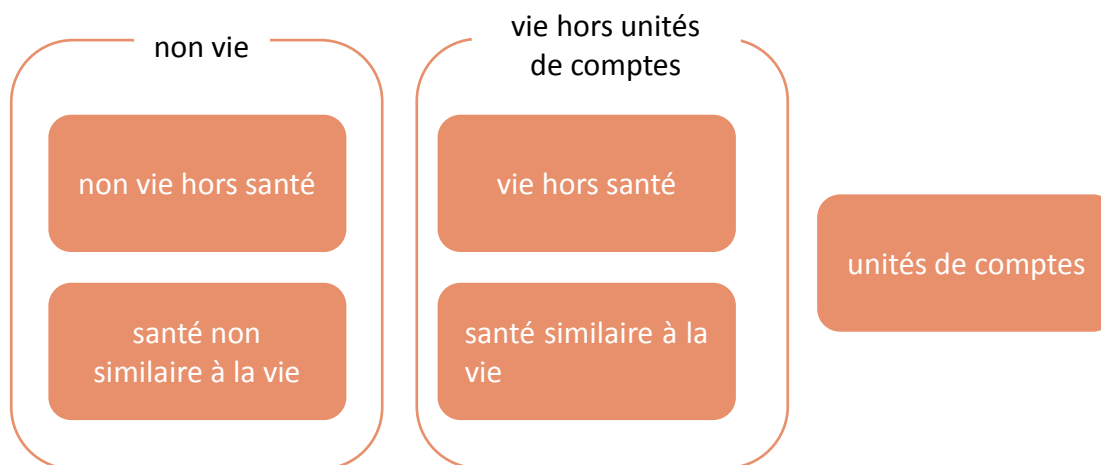 non vie
non vie hors santé
santé non
similaire à la vie
vie hors unités
de comptes
vie hors santé
santé similaire à la
vie
unités de comptes